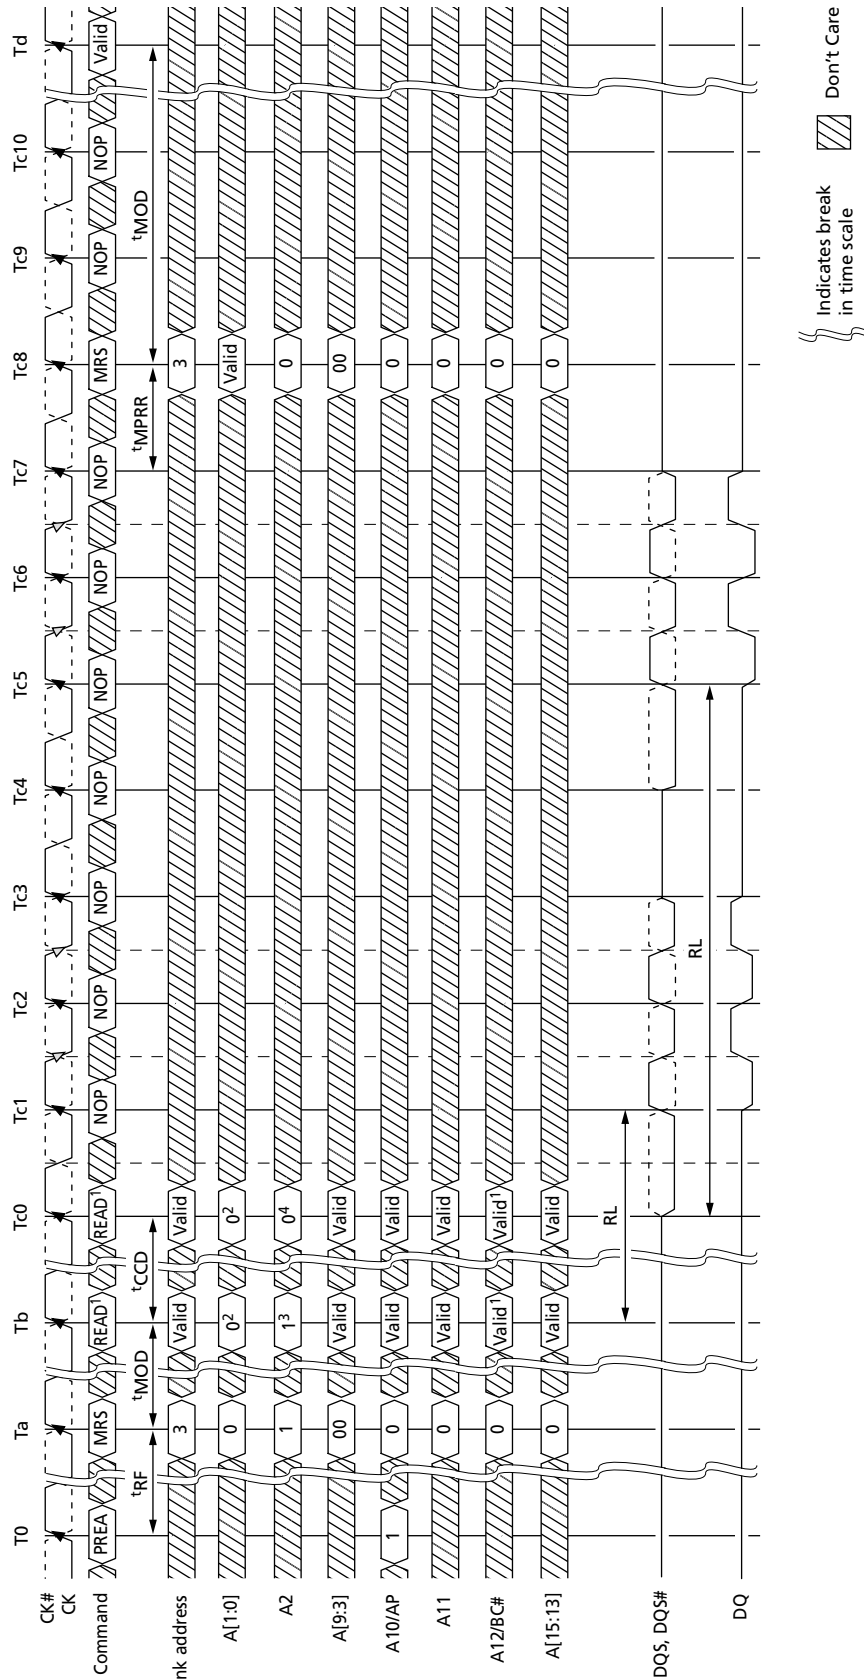 T0 Ta Tb Tc0 Tc1 Tc2 Tc3 Tc4 Tc5 Tc6 Tc7 Tc8 Tc9 Tc10 Td
CK#
CK
Command PREA MRS READ¹ READ¹ NOP NOP NOP NOP NOP NOP NOP MRS NOP NOP Valid
tRF tMOD tCCD tMPRR tMOD
nk address 3 Valid Valid 3
A[1:0] 0 0² 0² Valid
A2 1 1³ 0⁴ 0
A[9:3] 00 Valid Valid 00
A10/AP 1 0 Valid Valid 0
A11 0 Valid Valid 0
A12/BC# 0 Valid¹ Valid¹ 0
A[15:13] 0 Valid Valid 0
RL
DQS, DQS#
RL
DQ
Indicates break
in time scale
Don't Care